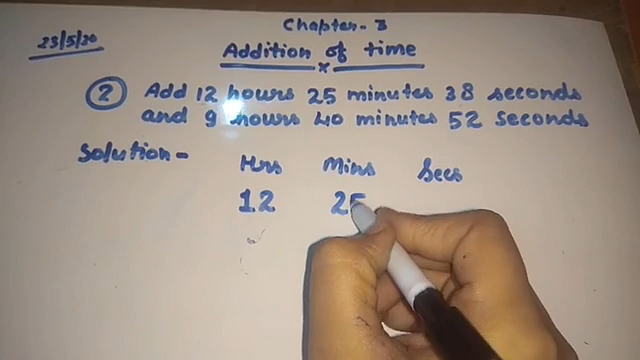 Chapter-3
23/5/20
Addition of time
2 Add 12 hours 25 minutes 38 seconds
and 9 hours 40 minutes 52 seconds
Solution-
Hrs Mins Secs
12 25